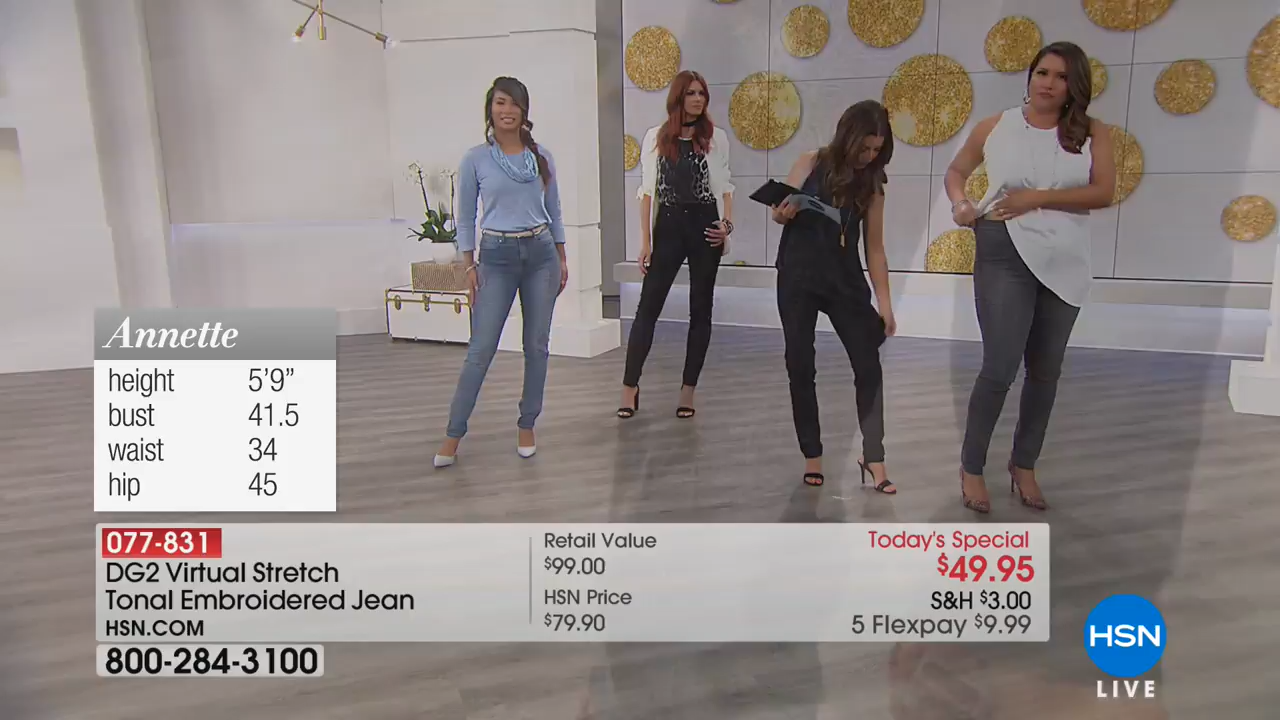 Annette
height 5'9"
bust 41.5
waist 34
hip 45
077-831
DG2 Virtual Stretch
Tonal Embroidered Jean
HSN.COM
800-284-3100
Retail Value
$99.00
HSN Price
$79.90
Today's Special
$49.95
S&H $3.00
5 Flexpay $9.99
HSN
LIVE